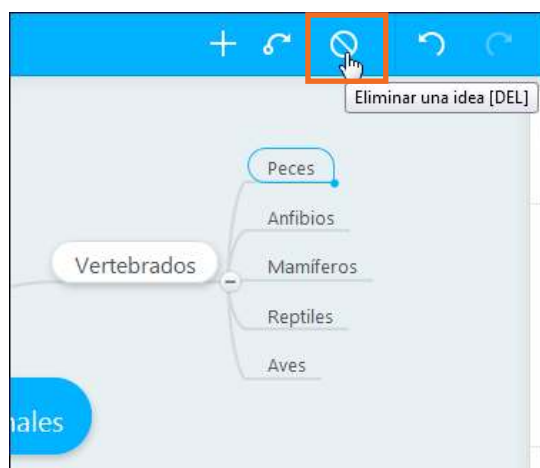 Eliminar una idea [DEL]
Peces
Anfibios
Vertebrados
Mamíferos
Reptiles
Aves
nales